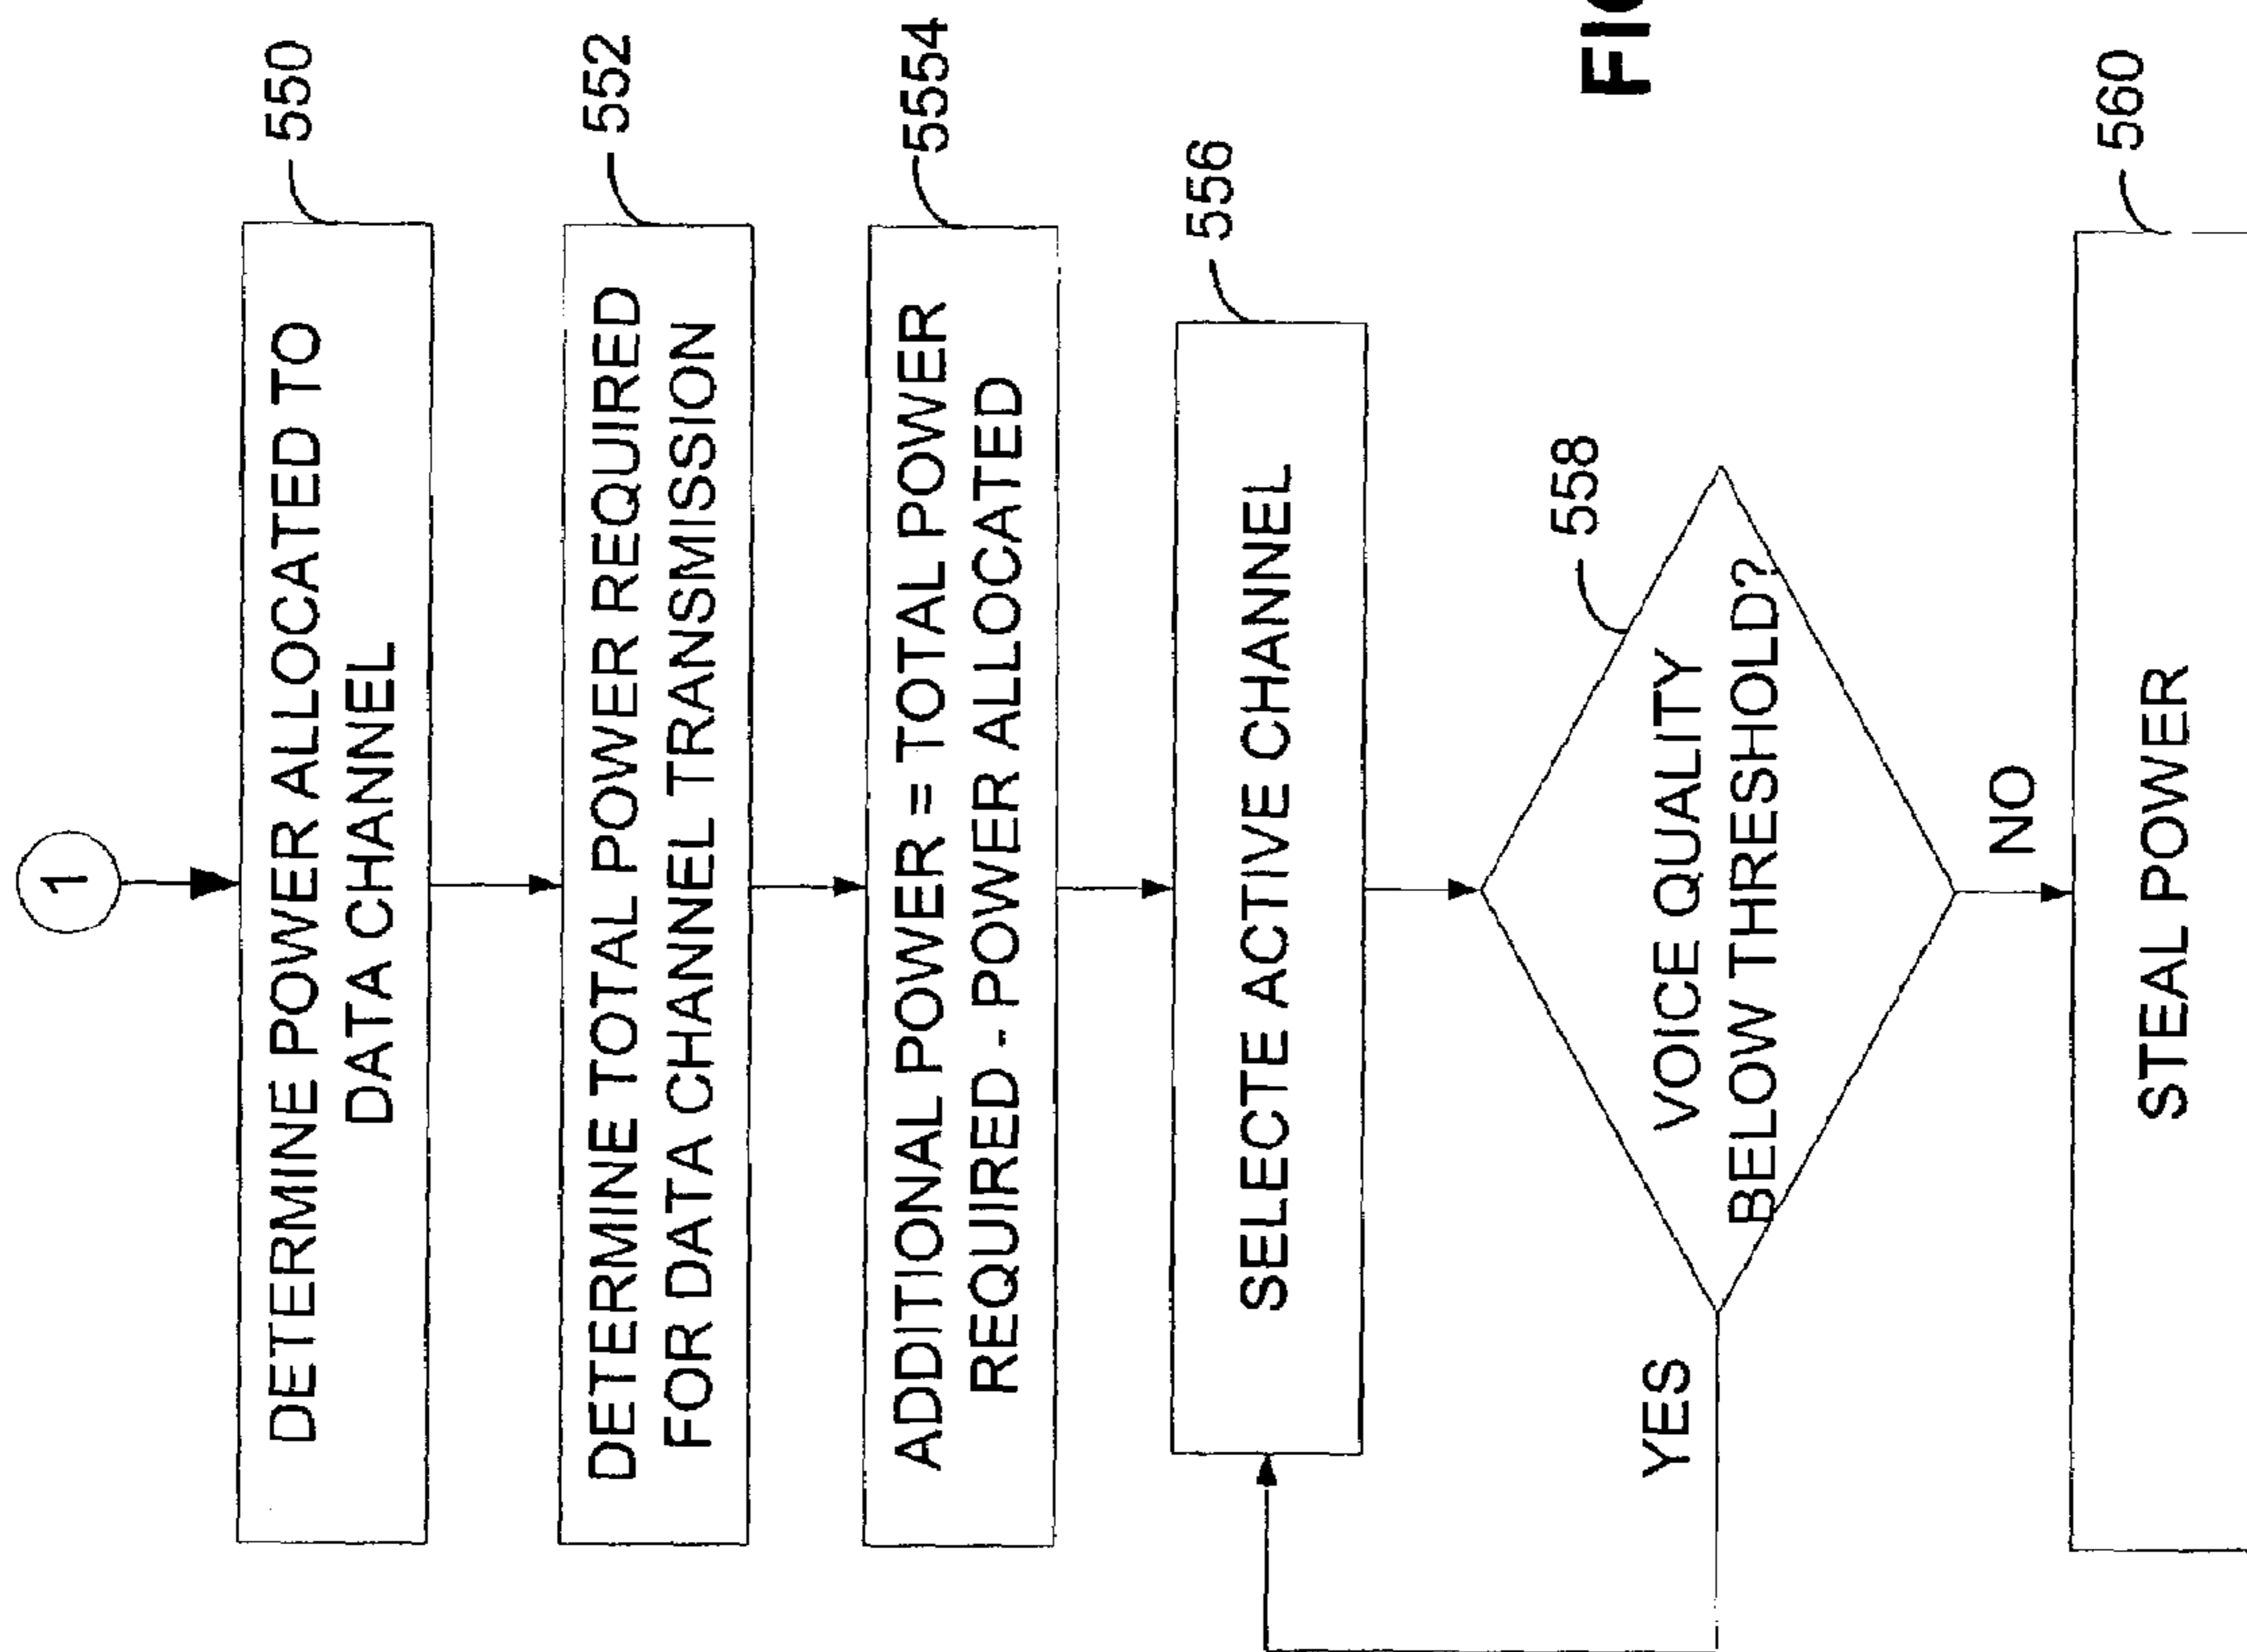 1
550
DETERMINE POWER ALLOCATED TO
DATA CHANNEL
552
DETERMINE TOTAL POWER REQUIRED
FOR DATA CHANNEL TRANSMISSION
5554
ADDITIONAL POWER = TOTAL POWER
REQUIRED - POWER ALLOCATED
556
SELECTE ACTIVE CHANNEL
558
VOICE QUALITY
BELOW THRESHOLD?
YES
NO
560
STEAL POWER